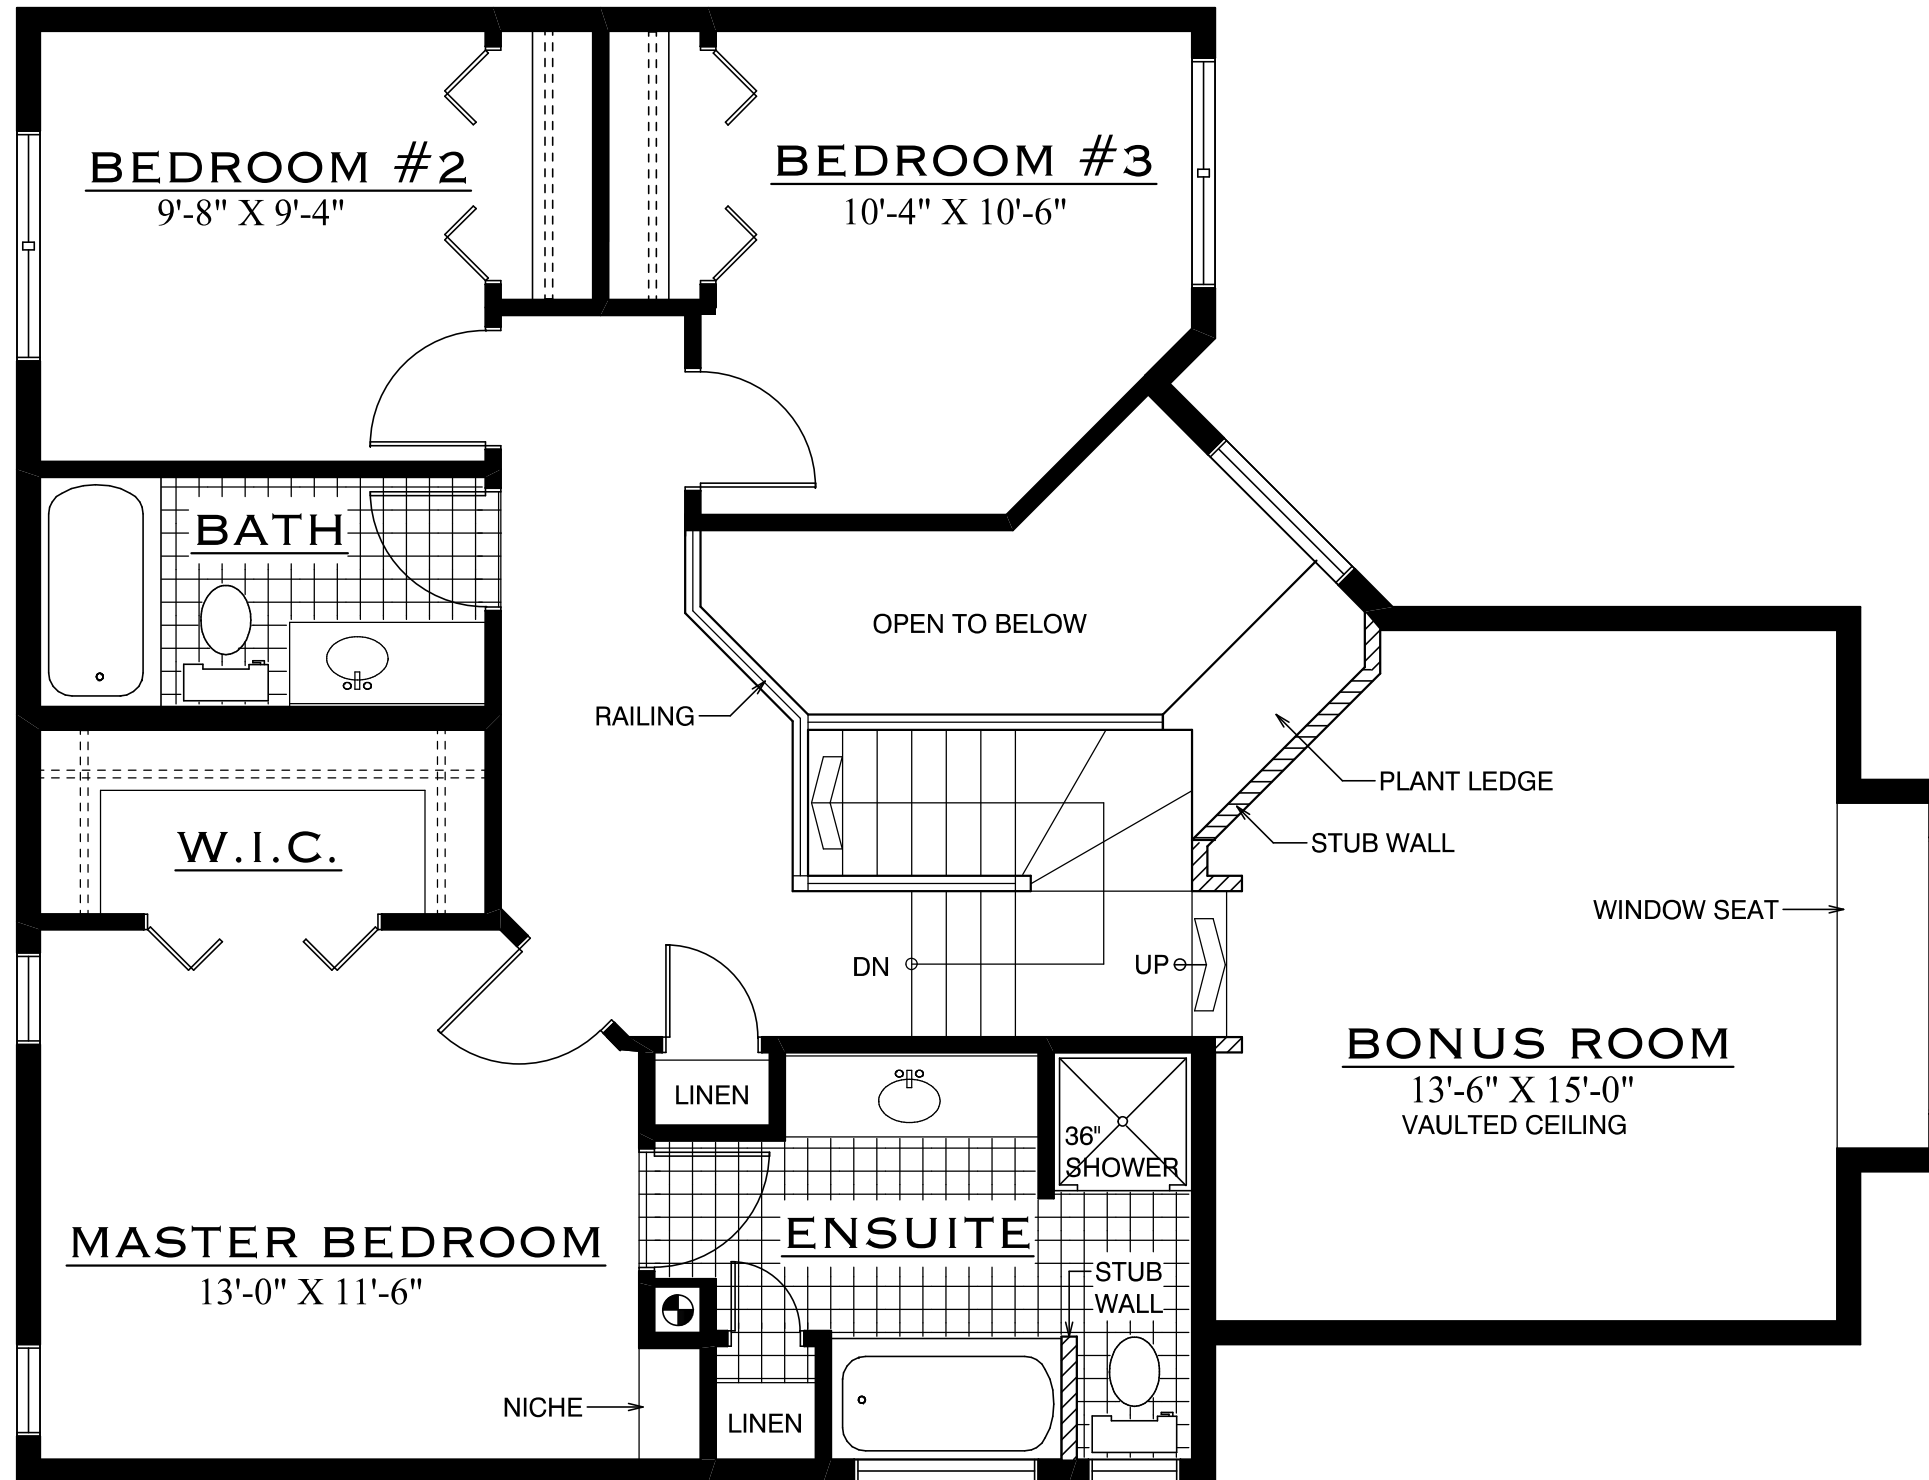 BEDROOM #2
9'-8" X 9'-4"
BEDROOM #3
10'-4" X 10'-6"
BATH
OPEN TO BELOW
RAILING
PLANT LEDGE
STUB WALL
W.I.C.
WINDOW SEAT
DN
UP
BONUS ROOM
13'-6" X 15'-0"
VAULTED CEILING
LINEN
36"
SHOWER
MASTER BEDROOM
13'-0" X 11'-6"
ENSUITE
STUB
WALL
NICHE
LINEN